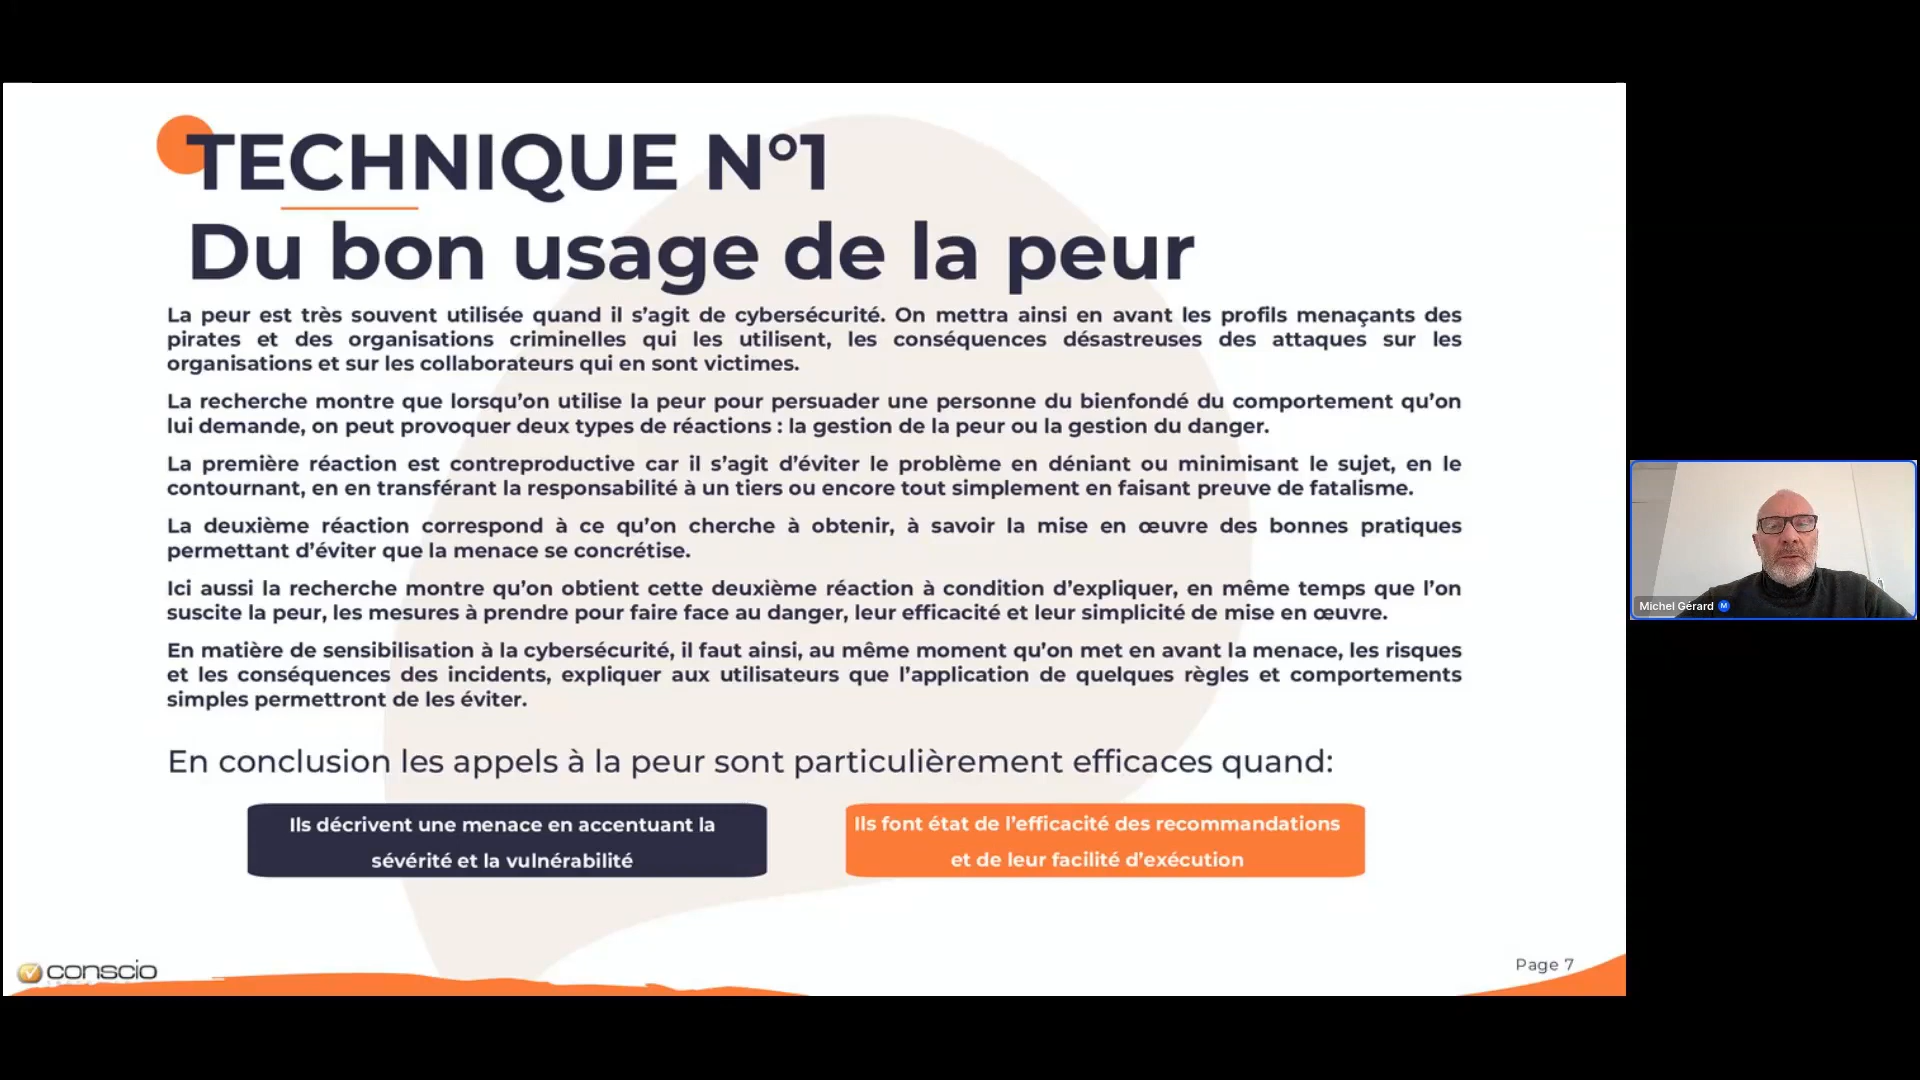 TECHNIQUE N°1
Du bon usage de la peur
La peur est très souvent utilisée quand il s’agit de cybersécurité. On mettra ainsi en avant les profils menaçants des
pirates et des organisations criminelles qui les utilisent, les conséquences désastreuses des attaques sur les
organisations et sur les collaborateurs qui en sont victimes.
La recherche montre que lorsqu’on utilise la peur pour persuader une personne du bienfondé du comportement qu’on
lui demande, on peut provoquer deux types de réactions : la gestion de la peur ou la gestion du danger.
La première réaction est contreproductive car il s’agit d’éviter le problème en déniant ou minimisant le sujet, en le
contournant, en en transférant la responsabilité à un tiers ou encore tout simplement en faisant preuve de fatalisme.
La deuxième réaction correspond à ce qu’on cherche à obtenir, à savoir la mise en œuvre des bonnes pratiques
permettant d’éviter que la menace se concrétise.
Ici aussi la recherche montre qu’on obtient cette deuxième réaction à condition d’expliquer, en même temps que l’on
suscite la peur, les mesures à prendre pour faire face au danger, leur efficacité et leur simplicité de mise en œuvre.
En matière de sensibilisation à la cybersécurité, il faut ainsi, au même moment qu’on met en avant la menace, les risques
et les conséquences des incidents, expliquer aux utilisateurs que l’application de quelques règles et comportements
simples permettront de les éviter.
En conclusion les appels à la peur sont particulièrement efficaces quand:
Ils décrivent une menace en accentuant la
sévérité et la vulnérabilité
Ils font état de l’efficacité des recommandations
et de leur facilité d’exécution
conscio
Page 7
Michel Gérard
M